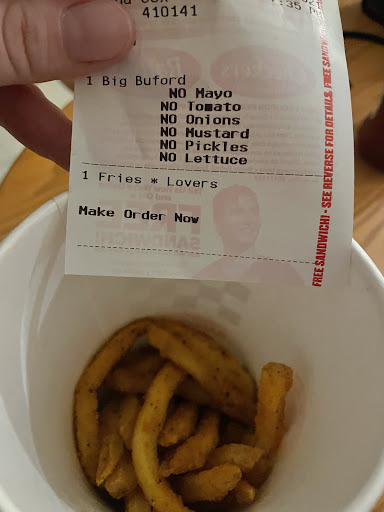 410141
1 Big Buford
NO Mayo
NO Tomato
NO Onions
NO Mustard
NO Pickles
NO Lettuce
1 Fries * Lovers
Make Order Now
FREE SANDWICH! - SEE REVERSE FOR DETAILS. FREE SANDW